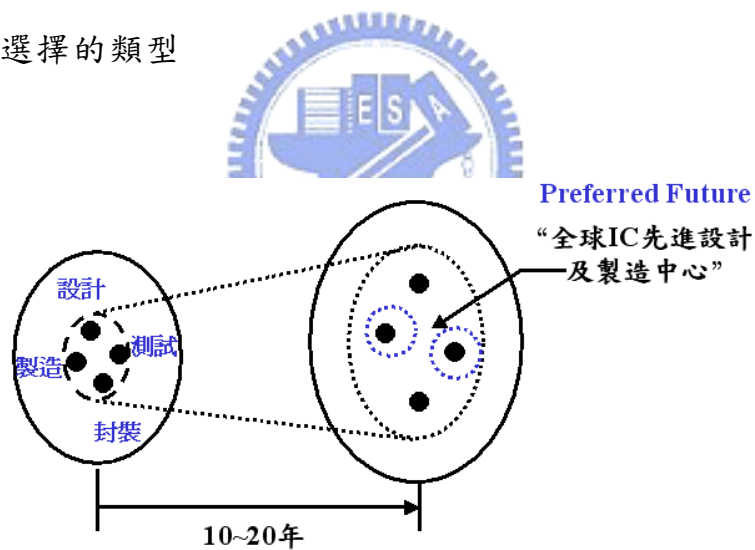 選擇的類型
ESA
Preferred Future
“全球IC先進設計
及製造中心”
設計
測試
製造
封裝
10~20年